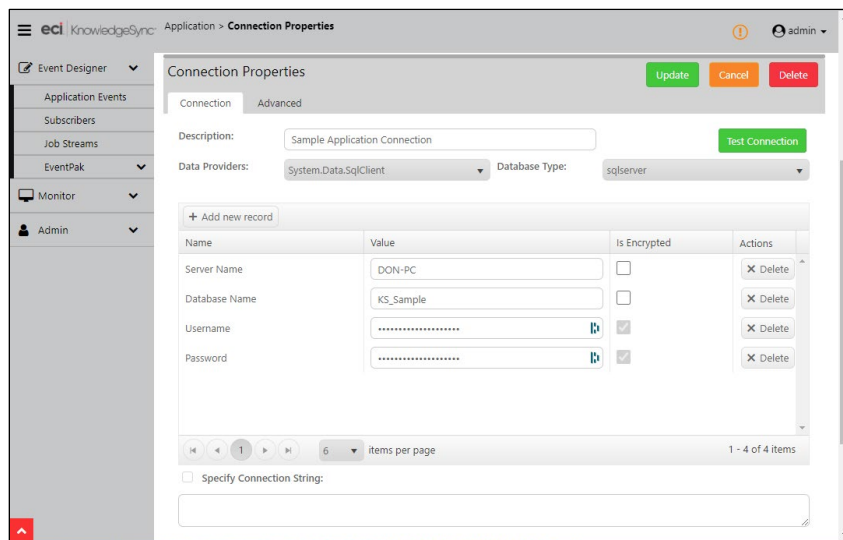 eci KnowledgeSync Application > Connection Properties admin
Event Designer
Application Events
Subscribers
Job Streams
EventPak
Monitor
Admin
Connection Properties Update Cancel Delete
Connection Advanced
Description: Sample Application Connection Test Connection
Data Providers: System.Data.SqlClient Database Type: sqlserver
+ Add new record
Name Value Is Encrypted Actions
Server Name DON-PC Delete
Database Name KS_Sample Delete
Username •••••••••••••••••••• Delete
Password •••••••••••••••••••• Delete
1 6 items per page 1 - 4 of 4 items
Specify Connection String: